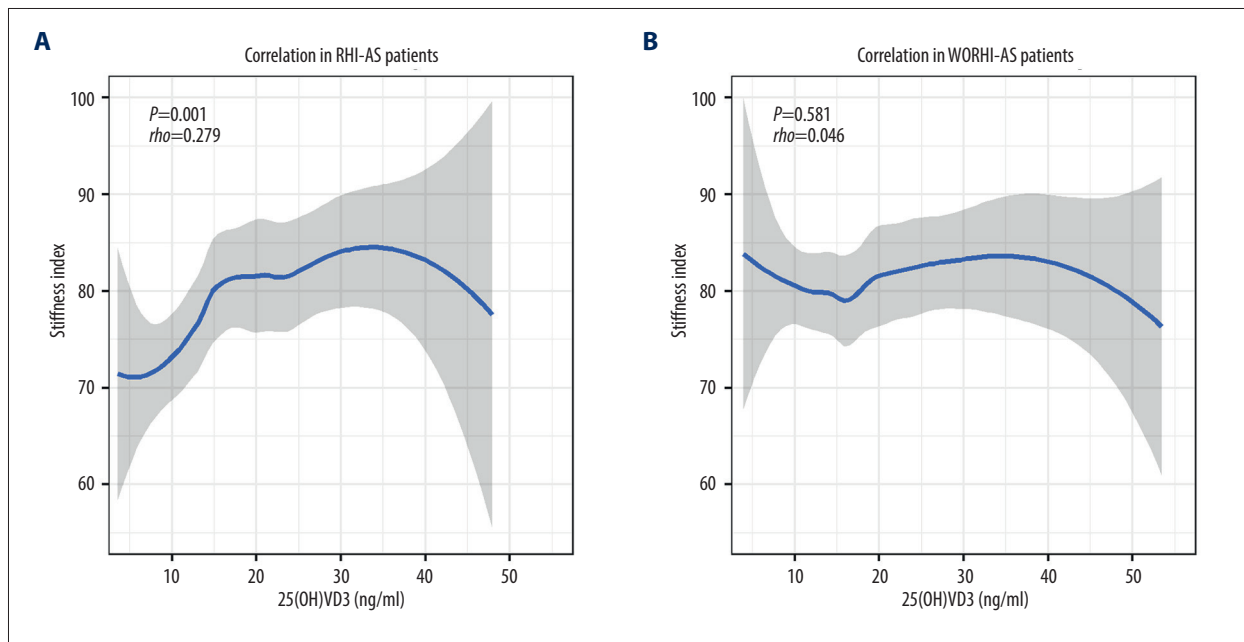 A
Correlation in RHI-AS patients
P=0.001
rho=0.279
100
90
80
70
60
Stiffness index
10 20 30 40 50
25(OH)VD3 (ng/ml)
B
Correlation in WORHI-AS patients
P=0.581
rho=0.046
100
90
80
70
60
Stiffness index
10 20 30 40 50
25(OH)VD3 (ng/ml)